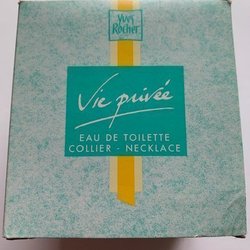 YVES
ROCHER
Vie privée
EAU DE TOILETTE
COLLIER - NECKLACE